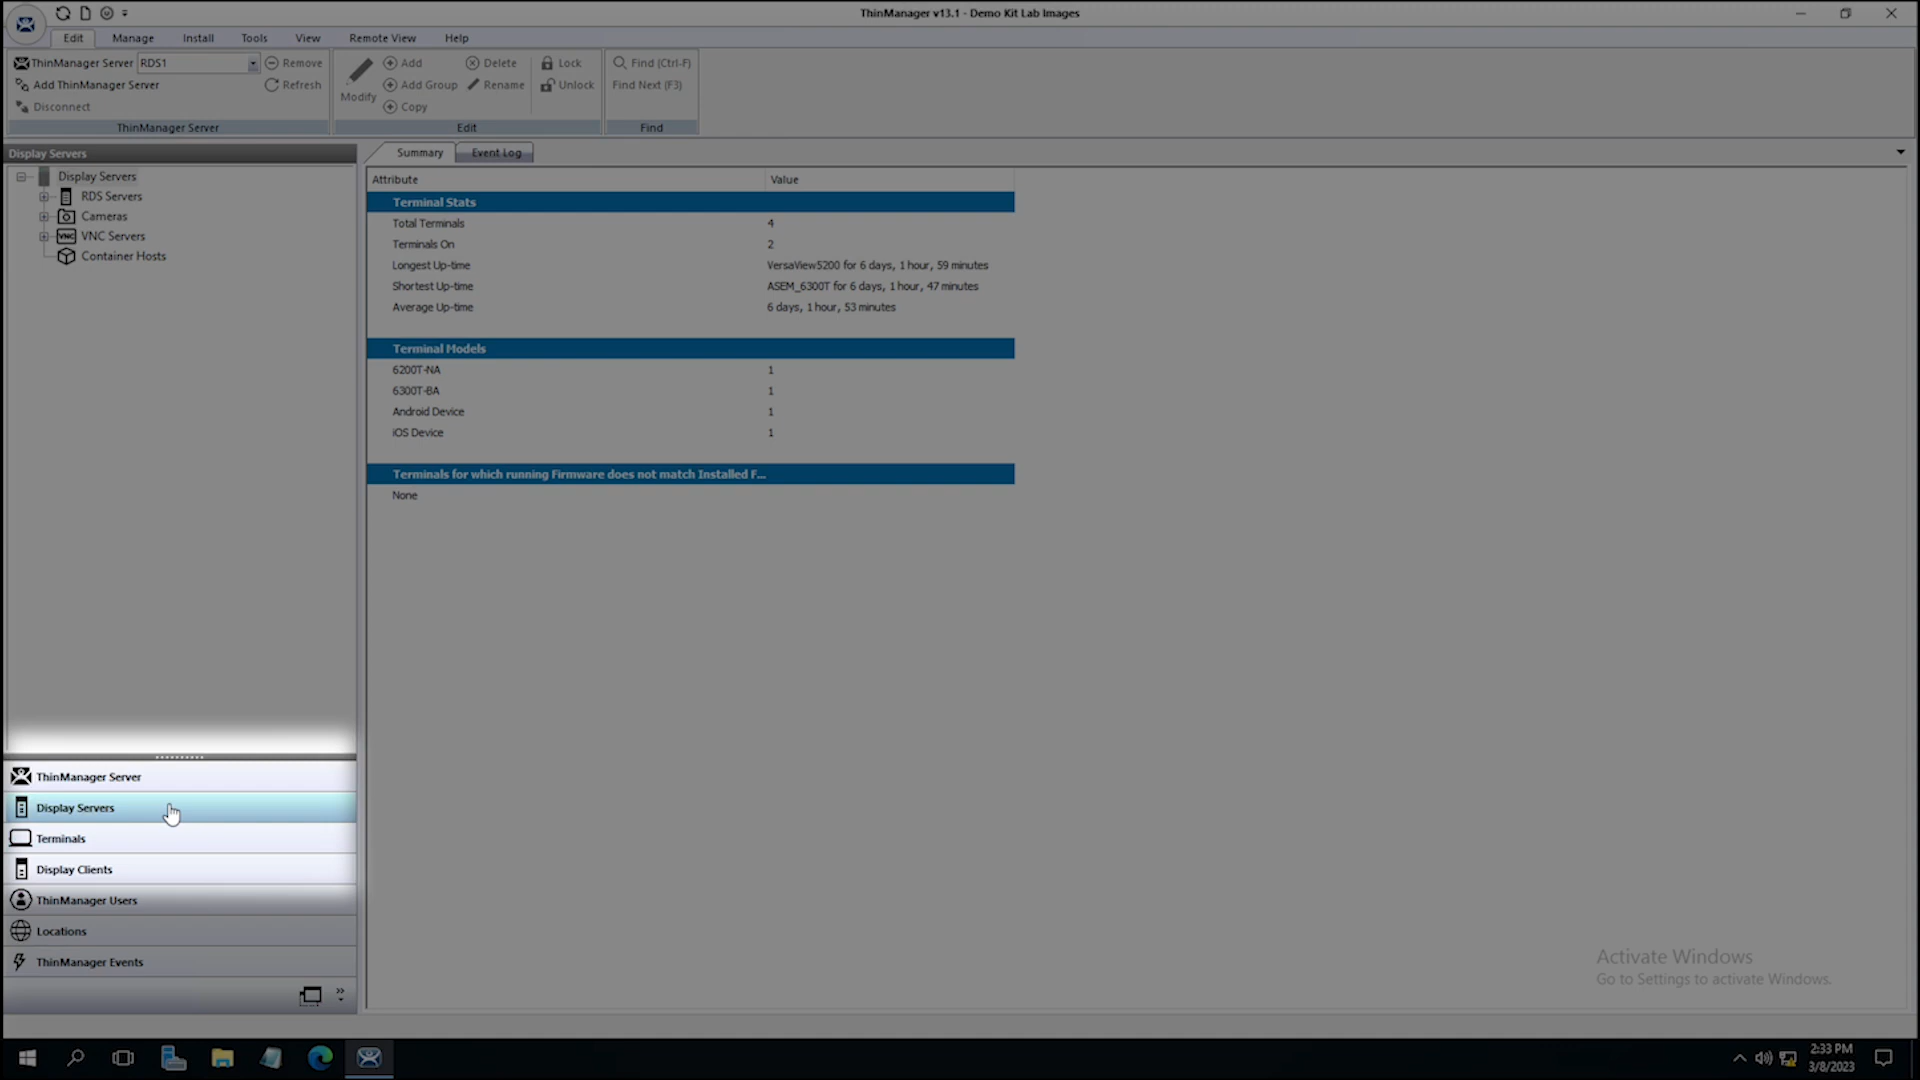 ThinManager v13.1 - Demo Kit Lab Images
Edit
Manage
Install
Tools
View
Remote View
Help
ThinManager Server RDS1
Remove
Add ThinManager Server
Refresh
Disconnect
ThinManager Server
Modify
Add
Delete
Lock
Add Group
Rename
Unlock
Copy
Edit
Find (Ctrl-F)
Find Next (F3)
Find
Display Servers
Display Servers
RDS Servers
Cameras
VNC
VNC Servers
Container Hosts
Summary
Event Log
Attribute Value
Terminal Stats
Total Terminals 4
Terminals On 2
Longest Up-time VersaView5200 for 6 days, 1 hour, 59 minutes
Shortest Up-time ASEM_6300T for 6 days, 1 hour, 47 minutes
Average Up-time 6 days, 1 hour, 53 minutes
Terminal Models
6200T-NA 1
6300T-BA 1
Android Device 1
iOS Device 1
Terminals for which running Firmware does not match Installed F...
None
ThinManager Server
Display Servers
Terminals
Display Clients
ThinManager Users
Locations
ThinManager Events
Activate Windows
Go to Settings to activate Windows.
2:33 PM
3/8/2023